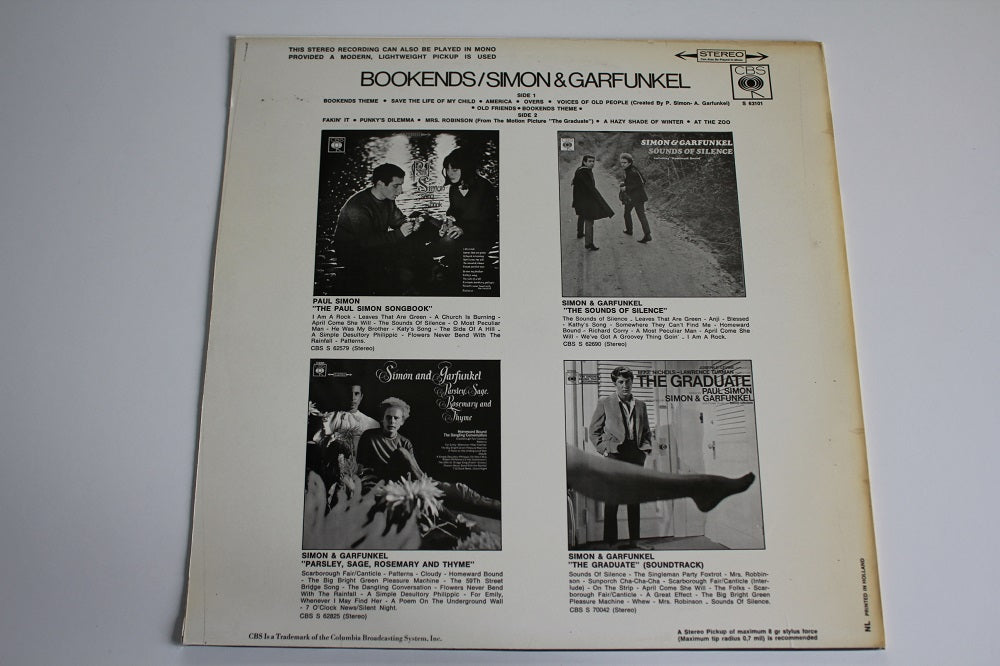 THIS STEREO RECORDING CAN ALSO BE PLAYED IN MONO
PROVIDED A MODERN, LIGHTWEIGHT PICKUP IS USED
STEREO
CBS
S 63101
BOOKENDS/SIMON & GARFUNKEL
SIDE 1
BOOKENDS THEME • SAVE THE LIFE OF MY CHILD • AMERICA • OVERS • VOICES OF OLD PEOPLE (Created By P. Simon- A. Garfunkel)
• OLD FRIENDS • BOOKENDS THEME •
SIDE 2
FAKIN' IT • PUNKY'S DILEMMA • MRS. ROBINSON (From The Motion Picture "The Graduate") • A HAZY SHADE OF WINTER • AT THE ZOO
SIMON & GARFUNKEL
SOUNDS OF SILENCE
PAUL SIMON
"THE PAUL SIMON SONGBOOK"
I Am A Rock - Leaves That Are Green - A Church Is Burning -
April Come She Will - The Sounds Of Silence - O Most Peculiar
Man - He Was My Brother - Katy's Song - The Side Of A Hill -
A Simple Desultory Philippic - Flowers Never Bend With The
Rainfall - Patterns.
CBS S 62579 (Stereo)
SIMON & GARFUNKEL
"THE SOUNDS OF SILENCE"
The Sounds of Silence - Leaves That Are Green - Anji - Blessed
- Kathy's Song - Somewhere They Can't Find Me - Homeward
Bound - Richard Corry - A Most Peculiar Man - April Come She
Will - We've Got A Groovey Thing Goin' - I Am A Rock.
CBS S 62690 (Stereo)
Simon and Garfunkel
Parsley, Sage,
Rosemary and
Thyme
Homeward Bound
The Dangling Conversation
MIKE NICHOLS-LAWRENCE TURMAN
THE GRADUATE
PAUL SIMON
SIMON & GARFUNKEL
SIMON & GARFUNKEL
"PARSLEY, SAGE, ROSEMARY AND THYME"
Scarborough Fair/Canticle - Patterns - Cloudy - Homeward Bound
- The Big Bright Green Pleasure Machine - The 59Th Street
Bridge Song - The Dangling Conversation - Flowers Never Bend
With The Rainfall - A Simple Desultory Philippic - For Emily,
Whenever I May Find Her - A Poem On The Underground Wall
- 7 O'Clock News/Silent Night.
CBS S 62825 (Stereo)
SIMON & GARFUNKEL
"THE GRADUATE" (SOUNDTRACK)
Sounds Of Silence - The Singleman Party Foxtrot - Mrs. Robbin-
son - Sunporch Cha-Cha-Cha - Scarborough Fair/Canticle (Inter-
lude) - On The Strip - April Come She Will - The Folks - Scar-
borough Fair/Canticle - A Great Effect - The Big Bright Green
Pleasure Machine - Whew - Mrs. Robinson - Sounds Of Silence.
CBS S 70042 (Stereo)
NL PRINTED IN HOLLAND
CBS Is a Trademark of the Columbia Broadcasting System, Inc.
A Stereo Pickup of maximum 8 gr stylus force
(Maximum tip radius 0,7 mil) is recommended